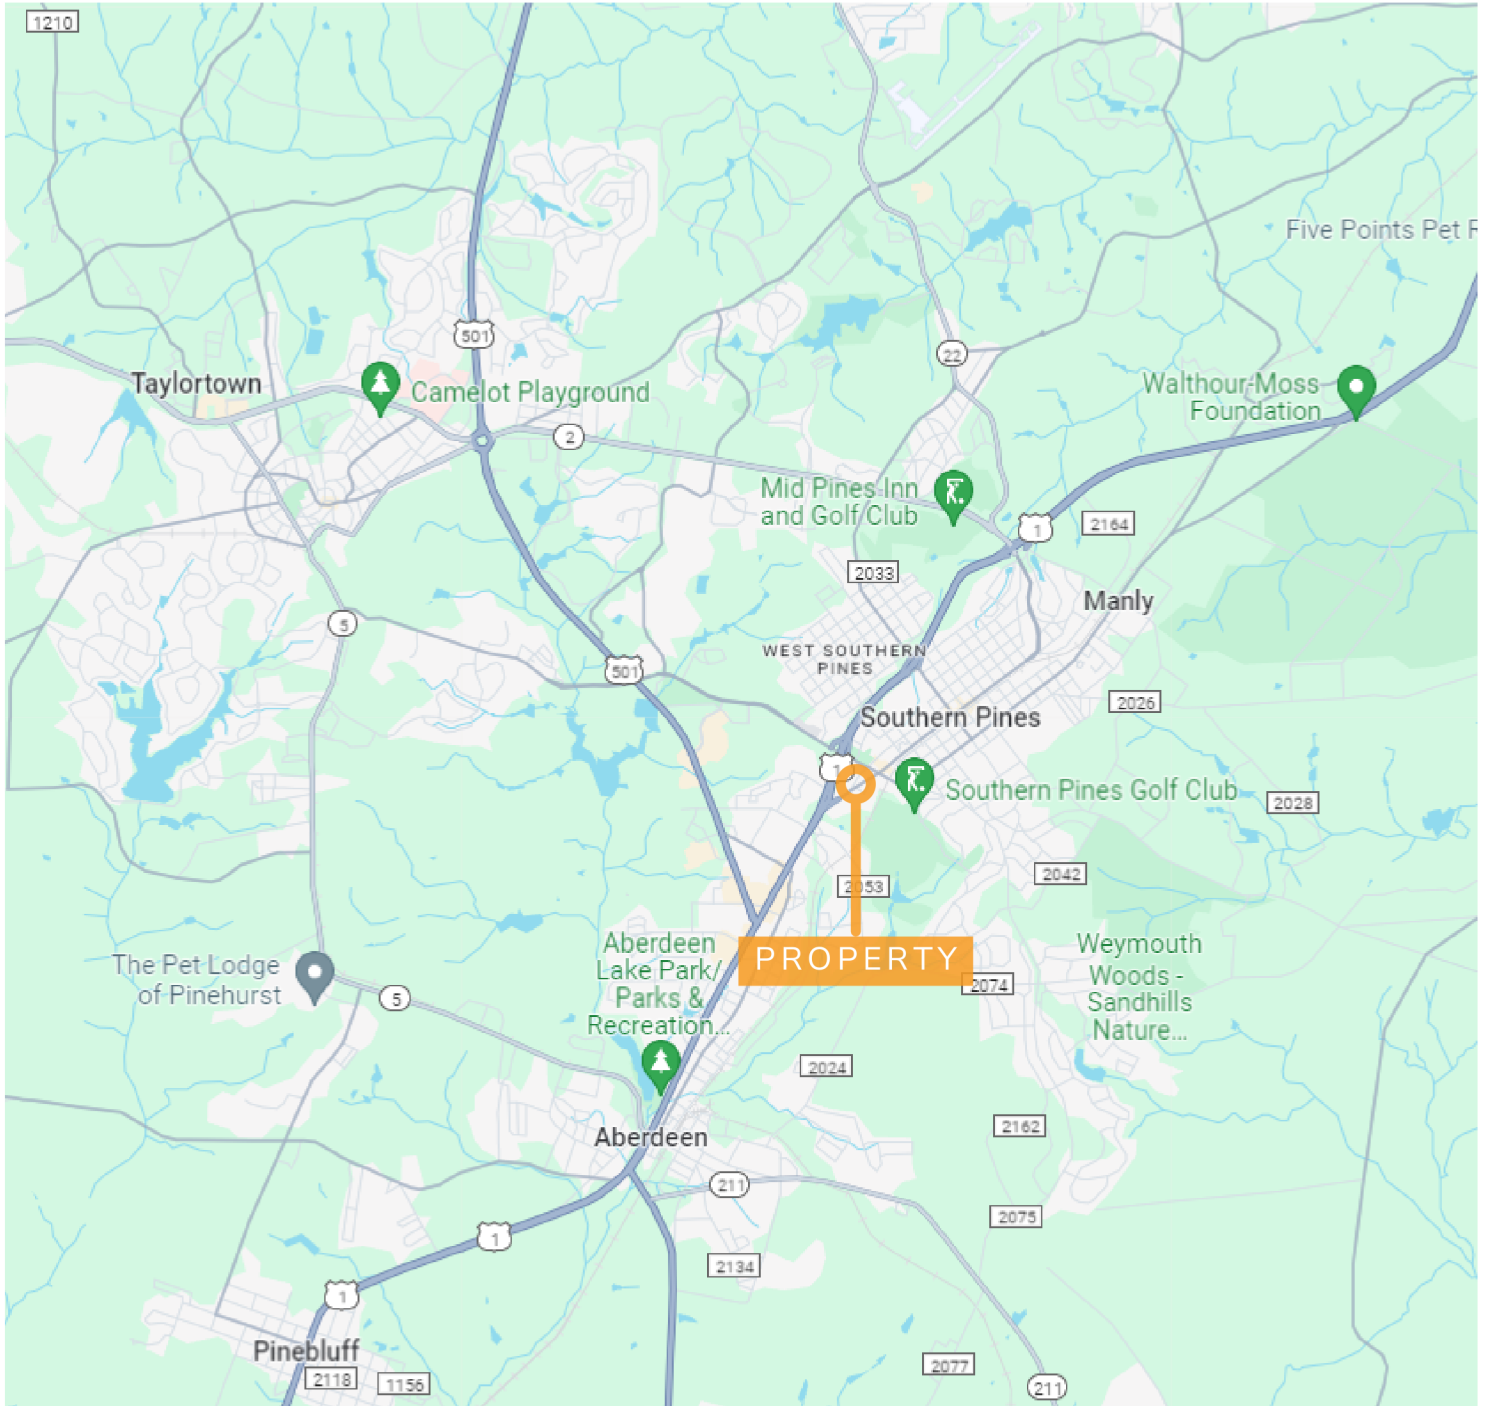 1210
Five Points Pet R
501
22
Taylortown
Camelot Playground
Walthour-Moss
Foundation
2
Mid Pines Inn
and Golf Club
1
2164
2033
Manly
5
WEST SOUTHERN
PINES
501
2026
Southern Pines
1
Southern Pines Golf Club
2028
2042
2053
Aberdeen
Lake Park/
Parks &
Recreation...
PROPERTY
Weymouth
Woods -
Sandhills
Nature...
The Pet Lodge
of Pinehurst
5
2074
2024
2162
Aberdeen
211
2075
1
2134
1
Pinebluff
2118
1156
2077
211